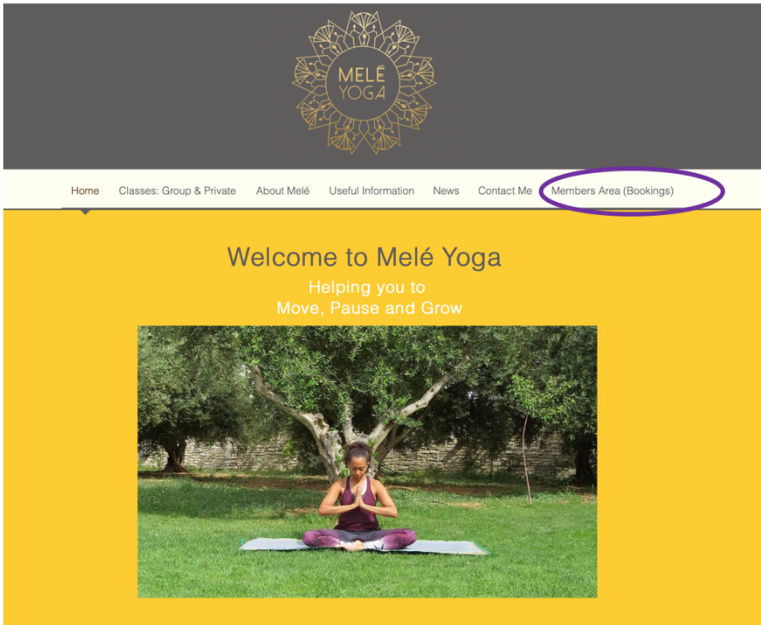 MELÉ
YOGA
Home Classes: Group & Private About Melé Useful Information News Contact Me Members Area (Bookings)
Welcome to Melé Yoga
Helping you to
Move, Pause and Grow